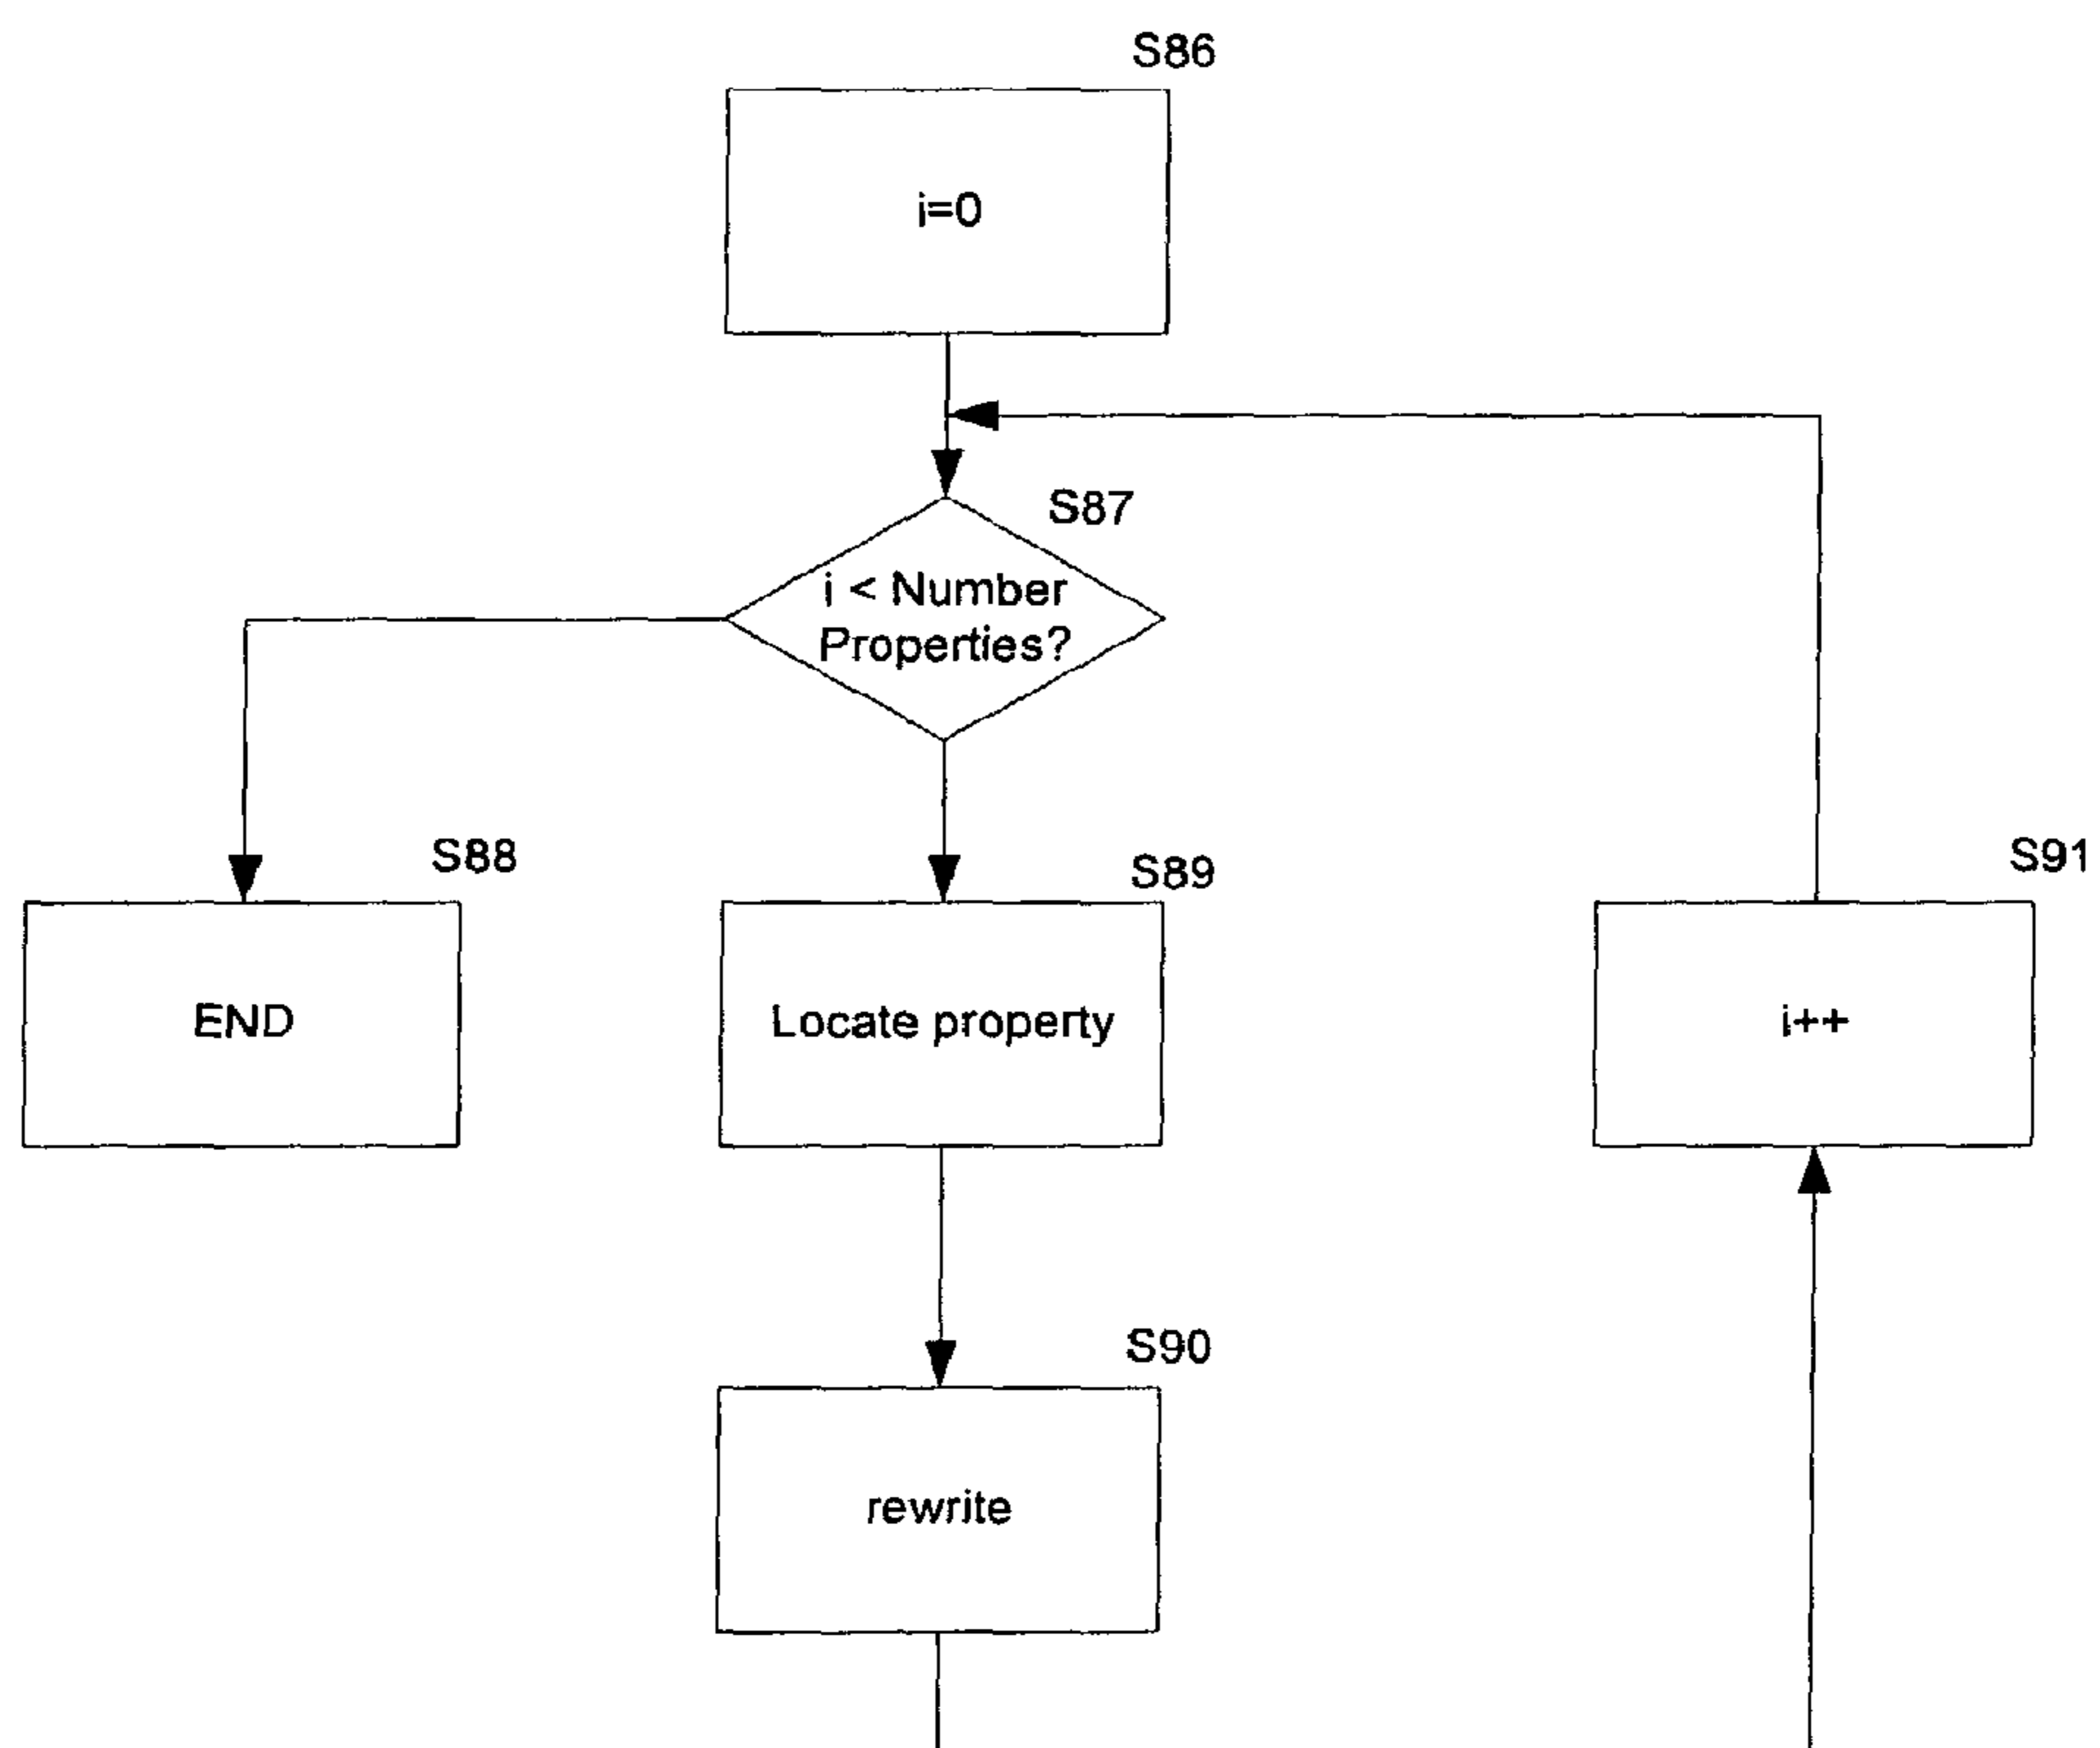 S86
i=0
S87
i < Number
Properties?
S88
END
S89
Locate property
S91
i++
S90
rewrite